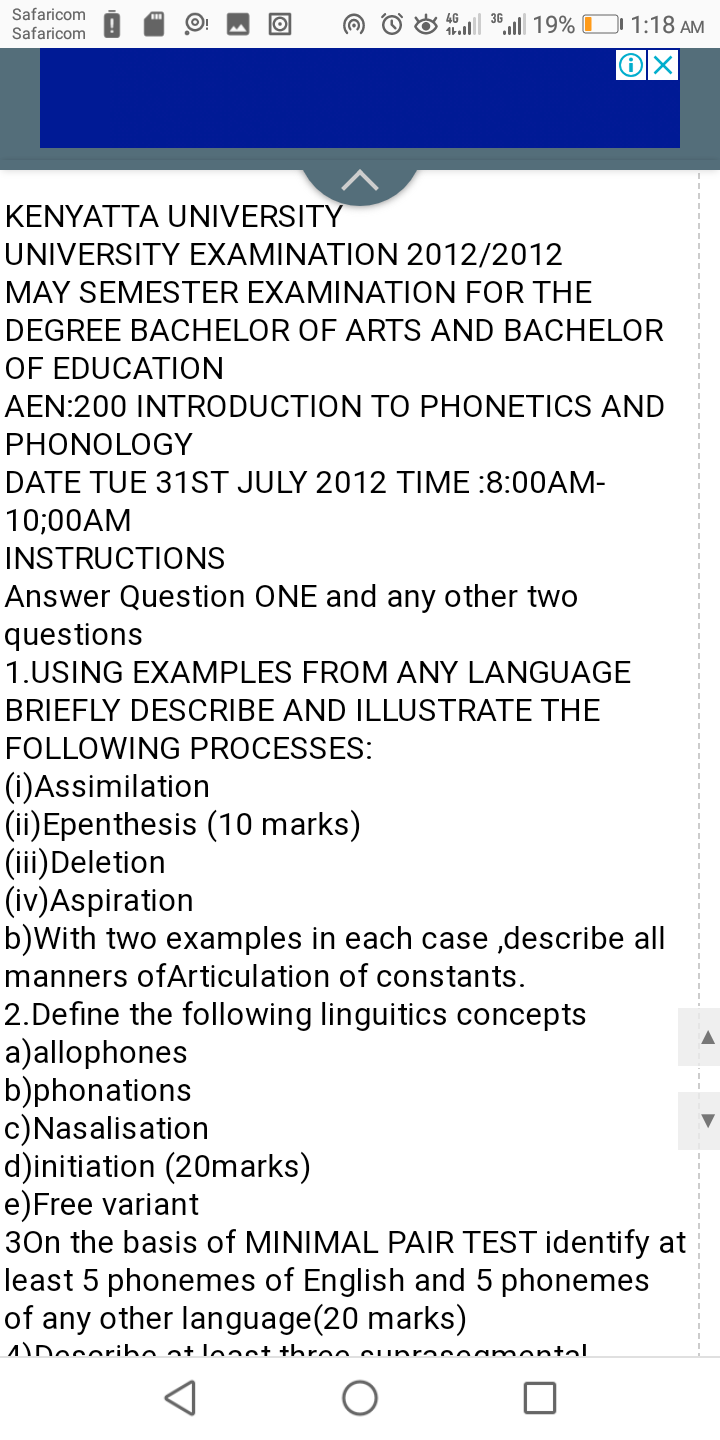 Safaricom
Safaricom
4G 3G 19% 1:18 AM
KENYATTA UNIVERSITY
UNIVERSITY EXAMINATION 2012/2012
MAY SEMESTER EXAMINATION FOR THE
DEGREE BACHELOR OF ARTS AND BACHELOR
OF EDUCATION
AEN:200 INTRODUCTION TO PHONETICS AND
PHONOLOGY
DATE TUE 31ST JULY 2012 TIME :8:00AM-
10;00AM
INSTRUCTIONS
Answer Question ONE and any other two
questions
1.USING EXAMPLES FROM ANY LANGUAGE
BRIEFLY DESCRIBE AND ILLUSTRATE THE
FOLLOWING PROCESSES:
(i)Assimilation
(ii)Epenthesis (10 marks)
(iii)Deletion
(iv)Aspiration
b)With two examples in each case ,describe all
manners ofArticulation of constants.
2.Define the following linguitics concepts
a)allophones
b)phonations
c)Nasalisation
d)initiation (20marks)
e)Free variant
3On the basis of MINIMAL PAIR TEST identify at
least 5 phonemes of English and 5 phonemes
of any other language(20 marks)
4)Describe at least three suprasegmental